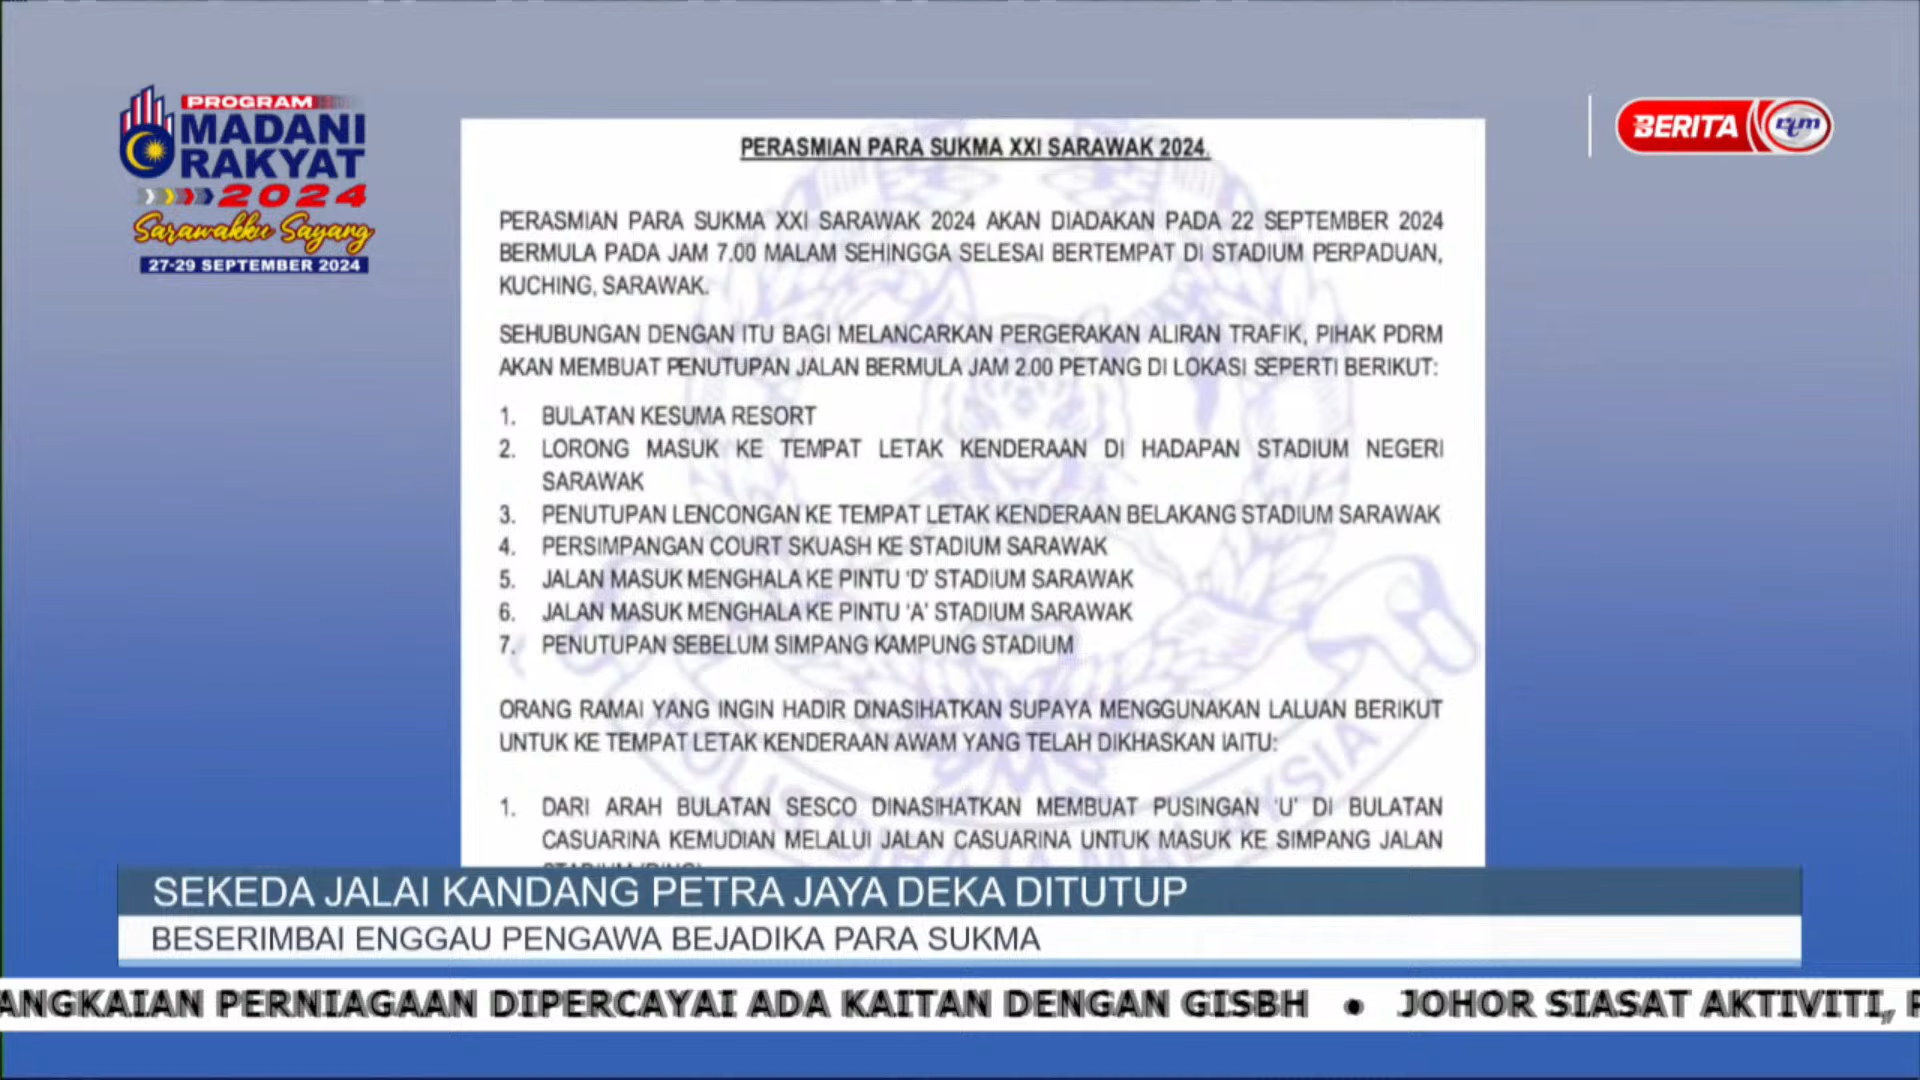 PROGRAM
MADANI
RAKYAT
2024
Sarawakku Sayang
27-29 SEPTEMBER 2024
BERITA rtm
PERASMIAN PARA SUKMA XXI SARAWAK 2024.
PERASMIAN PARA SUKMA XXI SARAWAK 2024 AKAN DIADAKAN PADA 22 SEPTEMBER 2024
BERMULA PADA JAM 7.00 MALAM SEHINGGA SELESAI BERTEMPAT DI STADIUM PERPADUAN,
KUCHING, SARAWAK.
SEHUBUNGAN DENGAN ITU BAGI MELANCARKAN PERGERAKAN ALIRAN TRAFIK, PIHAK PDRM
AKAN MEMBUAT PENUTUPAN JALAN BERMULA JAM 2.00 PETANG DI LOKASI SEPERTI BERIKUT:
1. BULATAN KESUMA RESORT
2. LORONG MASUK KE TEMPAT LETAK KENDERAAN DI HADAPAN STADIUM NEGERI
SARAWAK
3. PENUTUPAN LENCONGAN KE TEMPAT LETAK KENDERAAN BELAKANG STADIUM SARAWAK
4. PERSIMPANGAN COURT SKUASH KE STADIUM SARAWAK
5. JALAN MASUK MENGHALA KE PINTU 'D' STADIUM SARAWAK
6. JALAN MASUK MENGHALA KE PINTU 'A' STADIUM SARAWAK
7. PENUTUPAN SEBELUM SIMPANG KAMPUNG STADIUM
ORANG RAMAI YANG INGIN HADIR DINASIHATKAN SUPAYA MENGGUNAKAN LALUAN BERIKUT
UNTUK KE TEMPAT LETAK KENDERAAN AWAM YANG TELAH DIKHASKAN IAITU:
1. DARI ARAH BULATAN SESCO DINASIHATKAN MEMBUAT PUSINGAN 'U' DI BULATAN
CASUARINA KEMUDIAN MELALUI JALAN CASUARINA UNTUK MASUK KE SIMPANG JALAN
POLIS DIRAJA MALAYSIA
SEKEDA JALAI KANDANG PETRA JAYA DEKA DITUTUP
BESERIMBAI ENGGAU PENGAWA BEJADIKA PARA SUKMA
ANGKAIAN PERNIAGAAN DIPERCAYAI ADA KAITAN DENGAN GISBH • JOHOR SIASAT AKTIVITI,